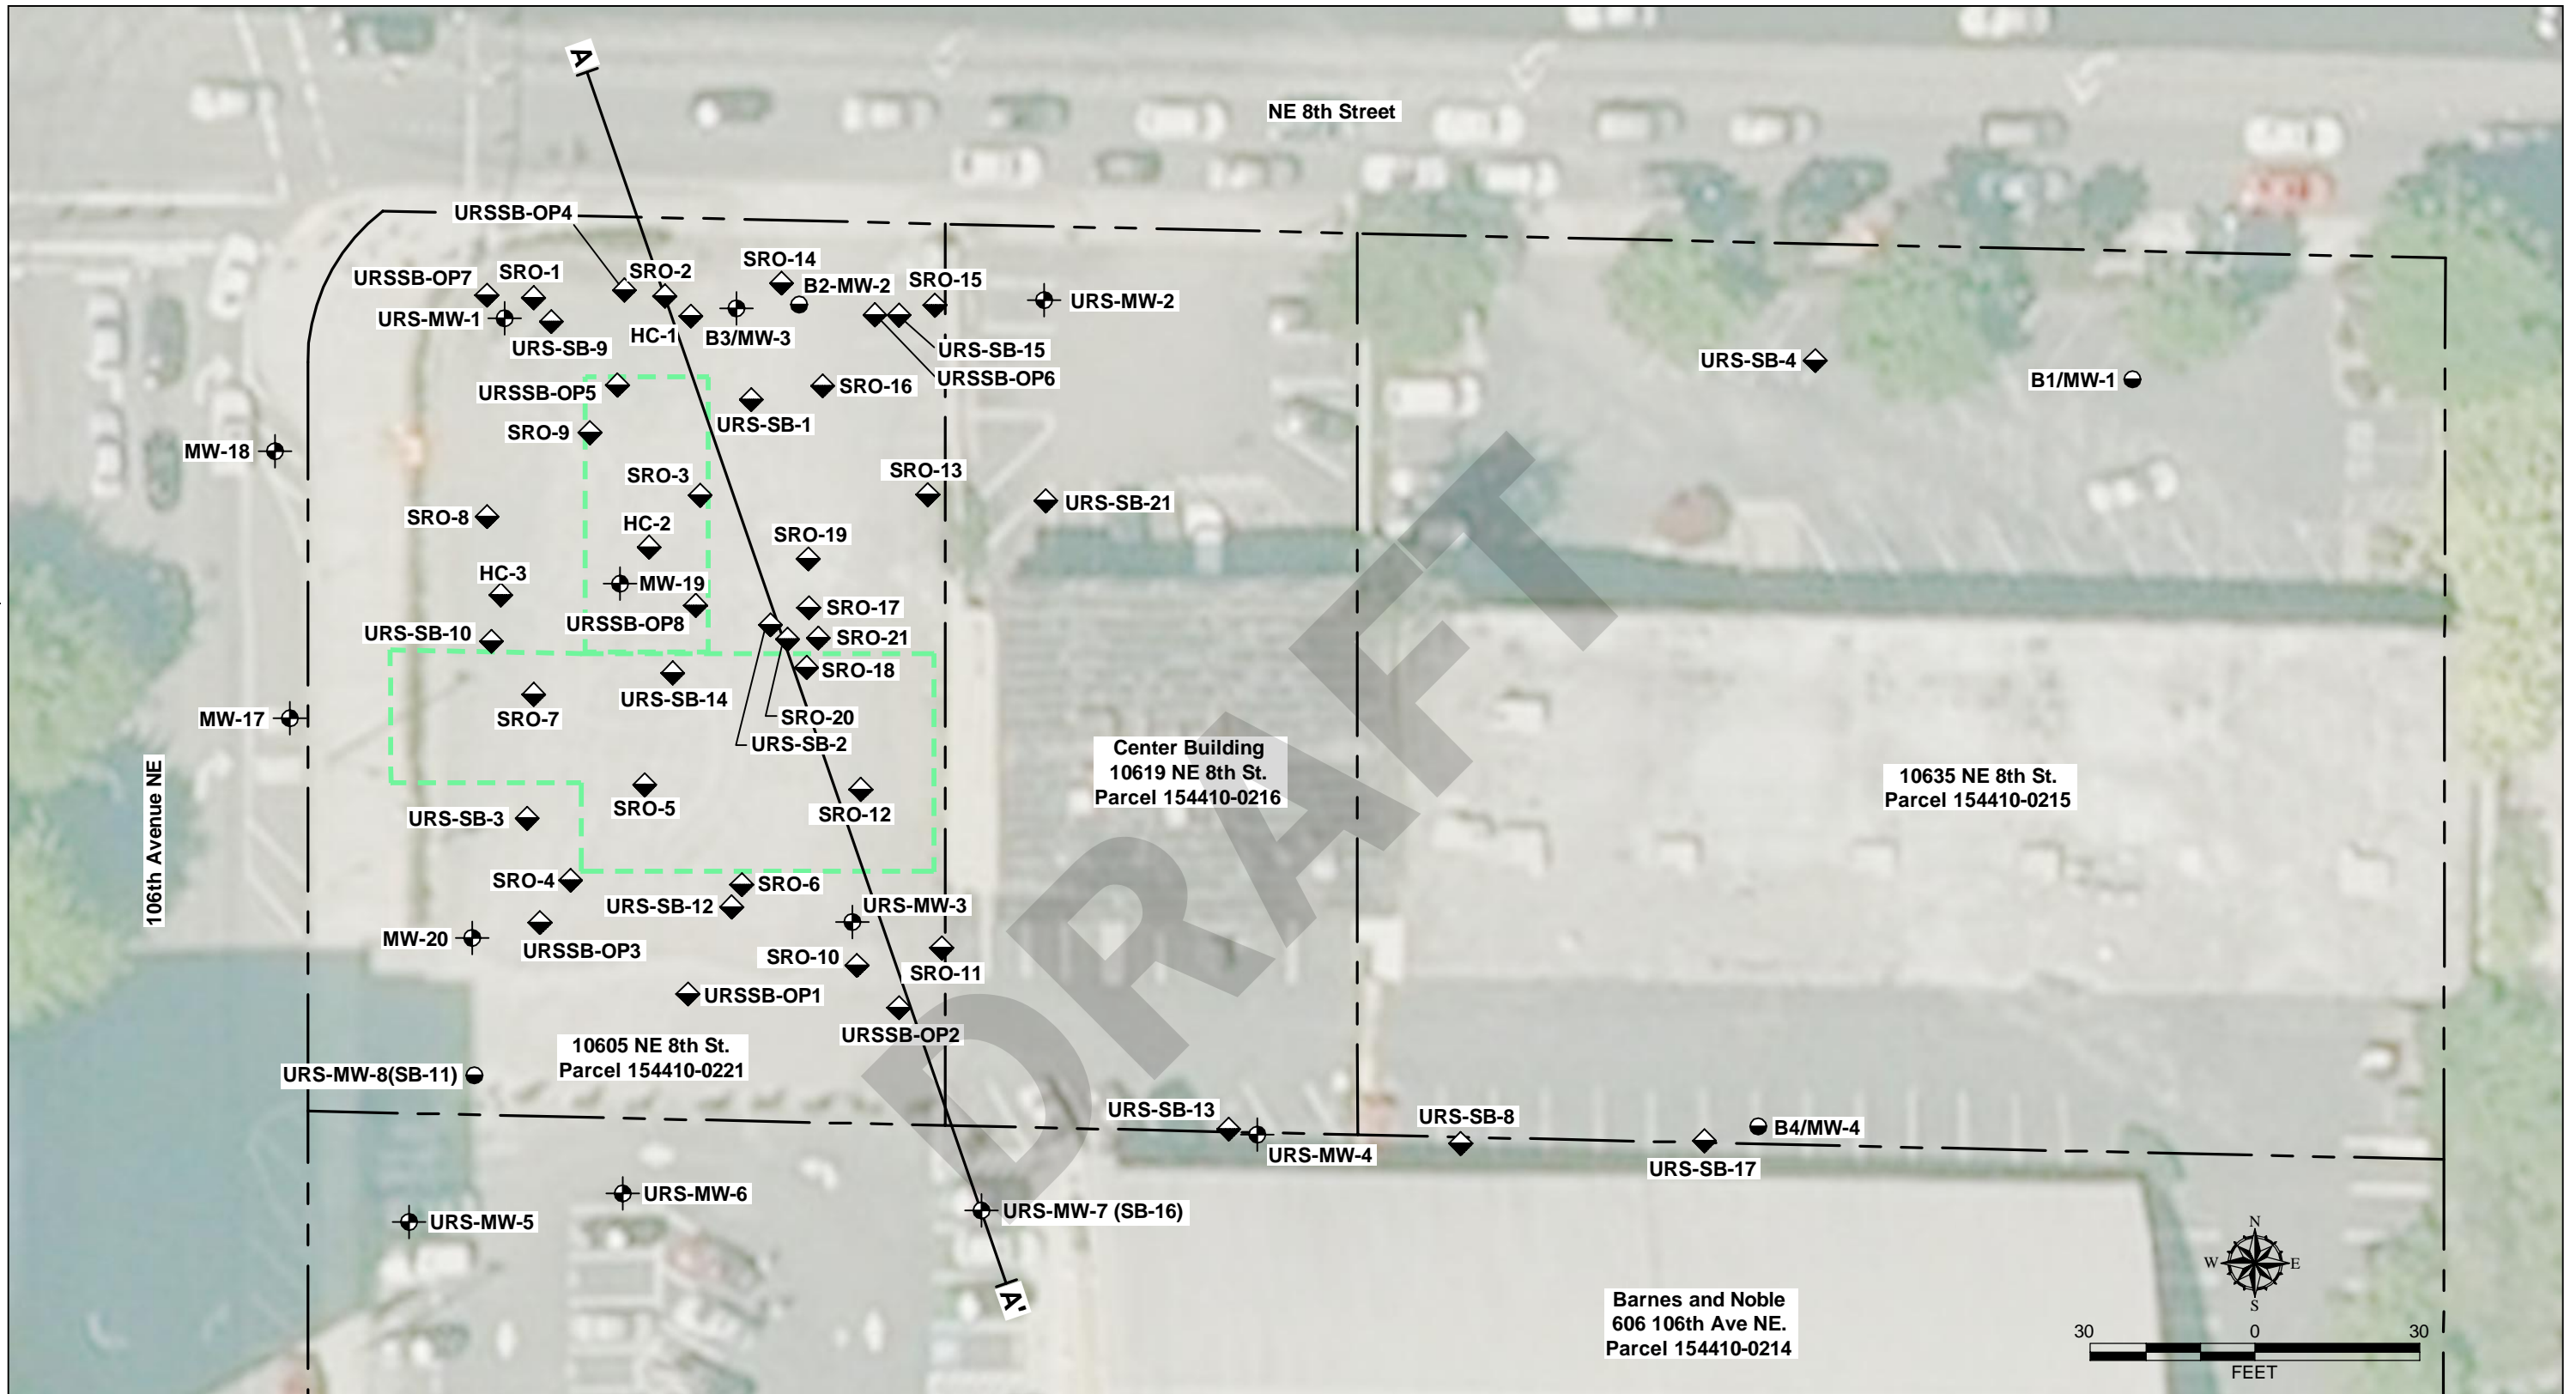 A
NE 8th Street
URSSB-OP4
URSSB-OP7
SRO-1
SRO-2
SRO-14
B2-MW-2
SRO-15
URS-MW-2
URS-MW-1
URS-SB-9
HC-1
B3/MW-3
URS-SB-15
URSSB-OP6
URS-SB-4
B1/MW-1
URSSB-OP5
SRO-16
URS-SB-1
SRO-9
MW-18
SRO-3
SRO-13
URS-SB-21
SRO-8
HC-2
SRO-19
HC-3
MW-19
URSSB-OP8
SRO-17
URS-SB-10
SRO-21
SRO-18
URS-SB-14
SRO-7
MW-17
SRO-20
URS-SB-2
Center Building
10619 NE 8th St.
Parcel 154410-0216
10635 NE 8th St.
Parcel 154410-0215
106th Avenue NE
SRO-5
SRO-12
URS-SB-3
SRO-4
SRO-6
URS-SB-12
URS-MW-3
MW-20
URSSB-OP3
SRO-10
SRO-11
URSSB-OP1
URSSB-OP2
10605 NE 8th St.
Parcel 154410-0221
URS-MW-8(SB-11)
DRAFT
URS-SB-13
URS-MW-4
URS-SB-8
B4/MW-4
URS-SB-17
URS-MW-6
URS-MW-5
URS-MW-7 (SB-16)
A'
Barnes and Noble
606 106th Ave NE.
Parcel 154410-0214
N
W E
S
30 0 30
FEET